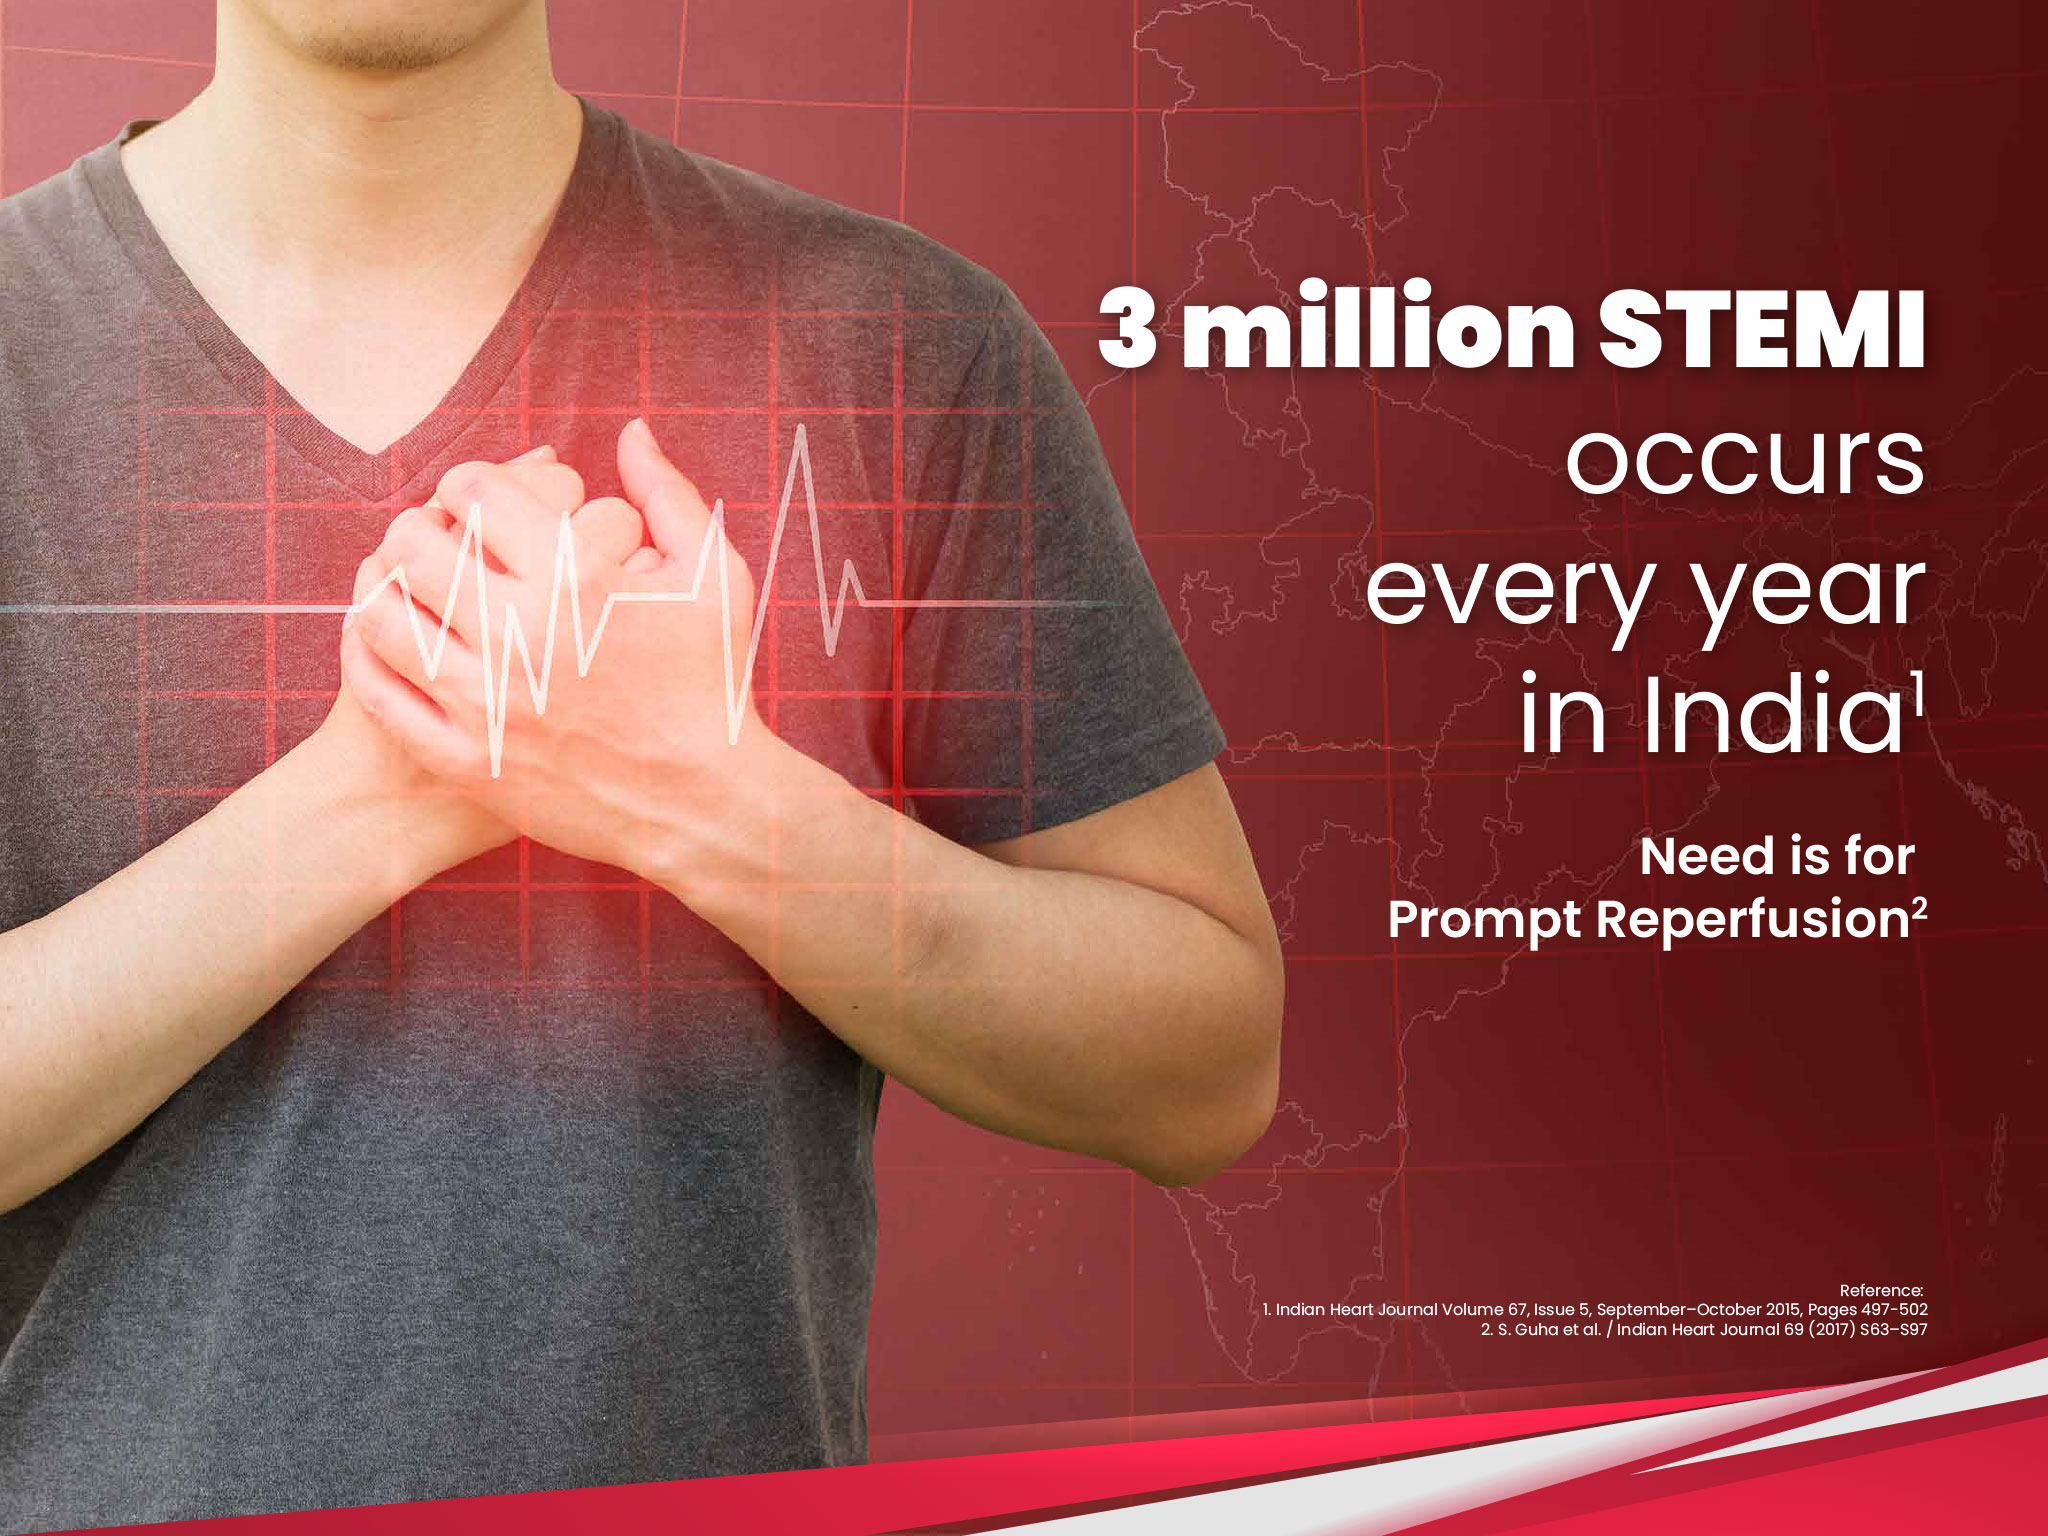 3 million STEMI
occurs
every year
in India¹
Need is for
Prompt Reperfusion²
Reference:
1. Indian Heart Journal Volume 67, Issue 5, September–October 2015, Pages 497-502
2. S. Guha et al. / Indian Heart Journal 69 (2017) S63–S97